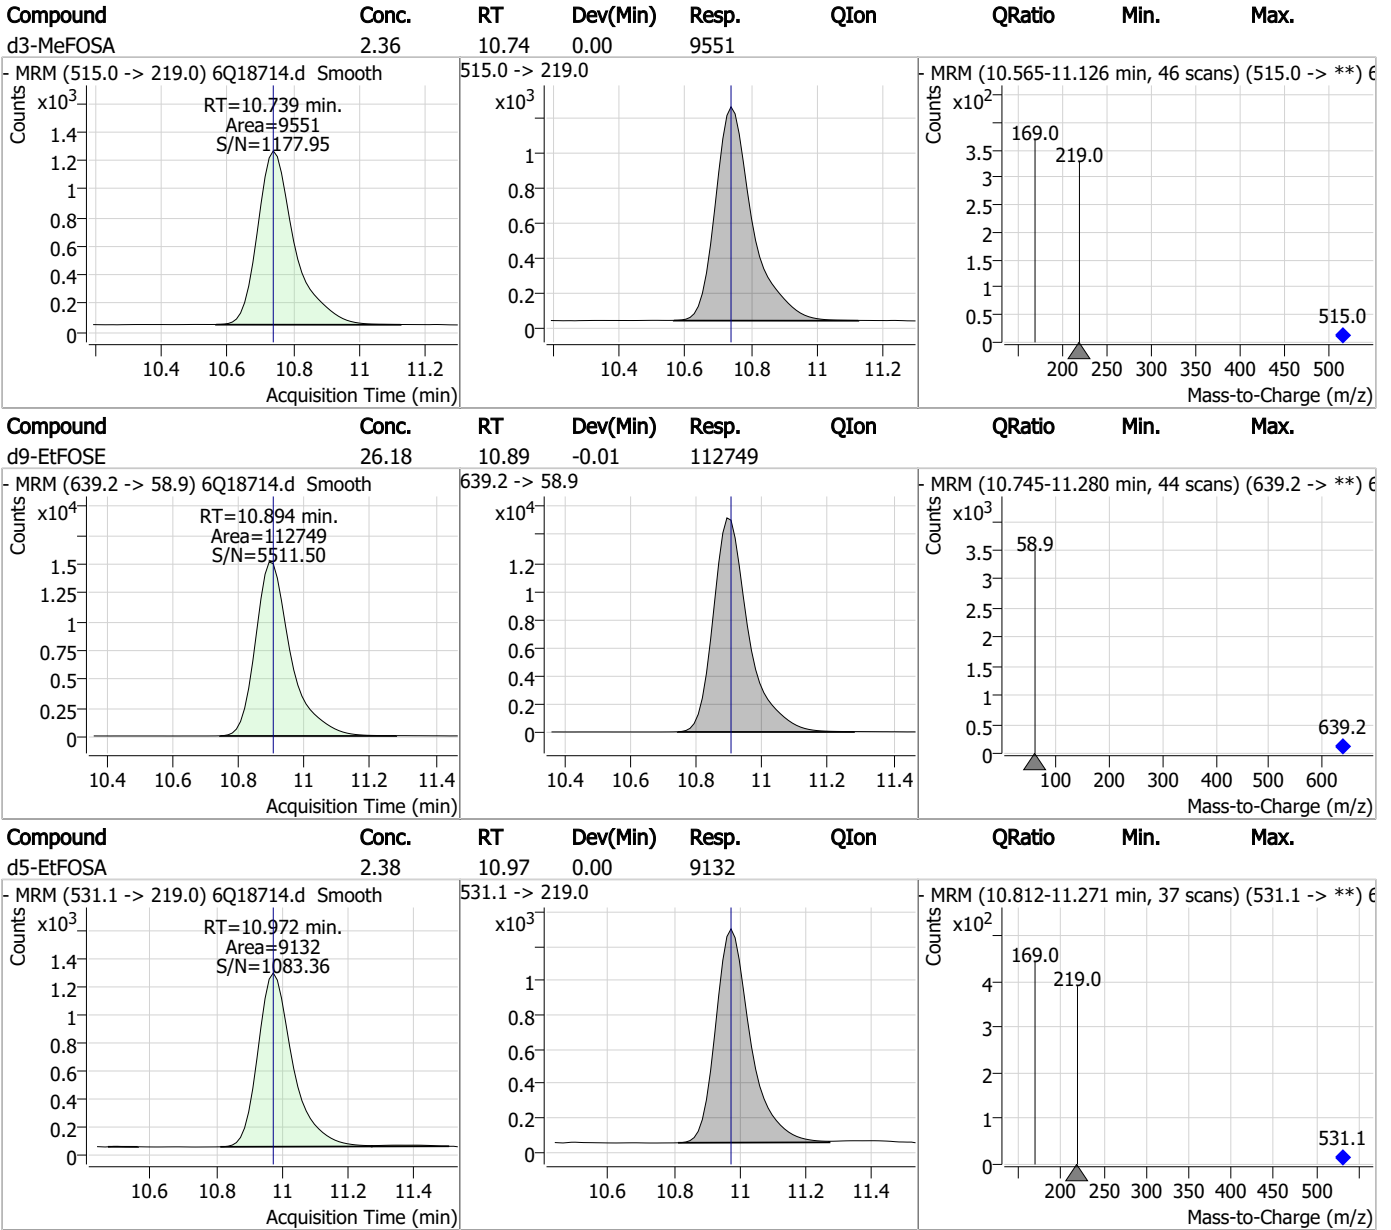 Compound Conc. RT Dev(Min) Resp. QIon QRatio Min. Max.
d3-MeFOSA 2.36 10.74 0.00 9551
- MRM (515.0 -> 219.0) 6Q18714.d Smooth
Counts
x10³
RT=10.739 min.
Area=9551
S/N=1177.95
1.4
1.2
1
0.8
0.6
0.4
0.2
0
10.4 10.6 10.8 11 11.2
Acquisition Time (min)
515.0 -> 219.0
x10³
1
0.8
0.6
0.4
0.2
0
10.4 10.6 10.8 11 11.2
- MRM (10.565-11.126 min, 46 scans) (515.0 -> **) 6
Counts
x10²
169.0
219.0
3.5
3
2.5
2
1.5
1
0.5
0
515.0
200 250 300 350 400 450 500
Mass-to-Charge (m/z)
Compound Conc. RT Dev(Min) Resp. QIon QRatio Min. Max.
d9-EtFOSE 26.18 10.89 -0.01 112749
- MRM (639.2 -> 58.9) 6Q18714.d Smooth
Counts
x10⁴
RT=10.894 min.
Area=112749
S/N=5511.50
1.5
1.25
1
0.75
0.5
0.25
0
10.4 10.6 10.8 11 11.2 11.4
Acquisition Time (min)
639.2 -> 58.9
x10⁴
1.2
1
0.8
0.6
0.4
0.2
0
10.4 10.6 10.8 11 11.2 11.4
- MRM (10.745-11.280 min, 44 scans) (639.2 -> **) 6
Counts
x10³
58.9
3.5
3
2.5
2
1.5
1
0.5
0
639.2
100 200 300 400 500 600
Mass-to-Charge (m/z)
Compound Conc. RT Dev(Min) Resp. QIon QRatio Min. Max.
d5-EtFOSA 2.38 10.97 0.00 9132
- MRM (531.1 -> 219.0) 6Q18714.d Smooth
Counts
x10³
RT=10.972 min.
Area=9132
S/N=1083.36
1.4
1.2
1
0.8
0.6
0.4
0.2
0
10.6 10.8 11 11.2 11.4
Acquisition Time (min)
531.1 -> 219.0
x10³
1
0.8
0.6
0.4
0.2
0
10.6 10.8 11 11.2 11.4
- MRM (10.812-11.271 min, 37 scans) (531.1 -> **) 6
Counts
x10²
169.0
219.0
4
3
2
1
0
531.1
200 250 300 350 400 450 500
Mass-to-Charge (m/z)